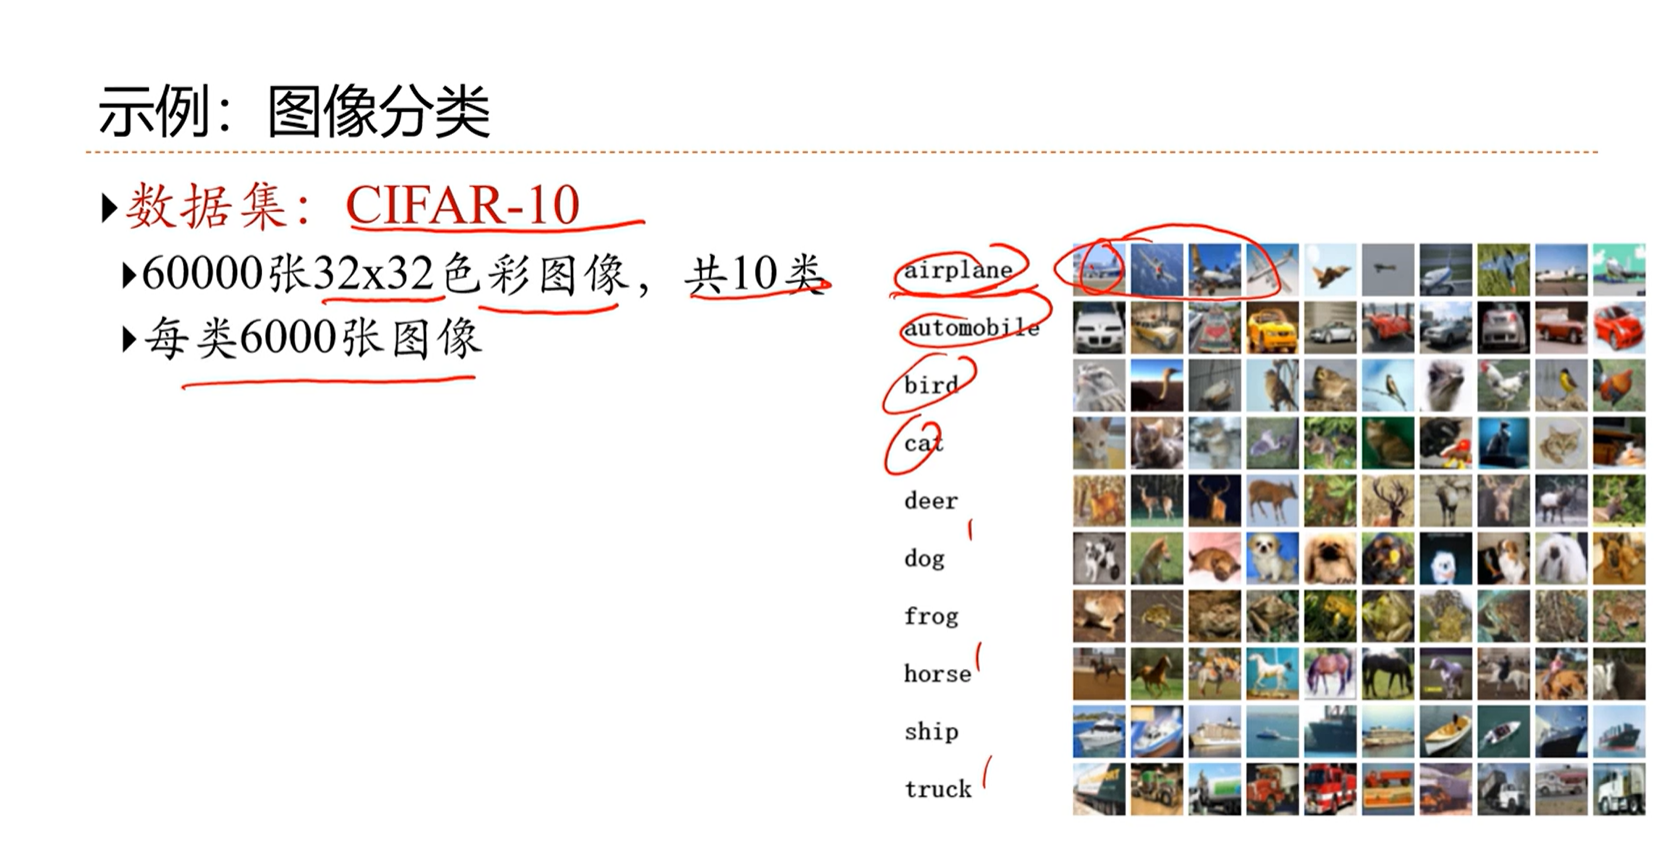 示例：图像分类
数据集：CIFAR-10
60000张32x32色彩图像，共10类
每类6000张图像
airplane
automobile
bird
cat
deer
dog
frog
horse
ship
truck